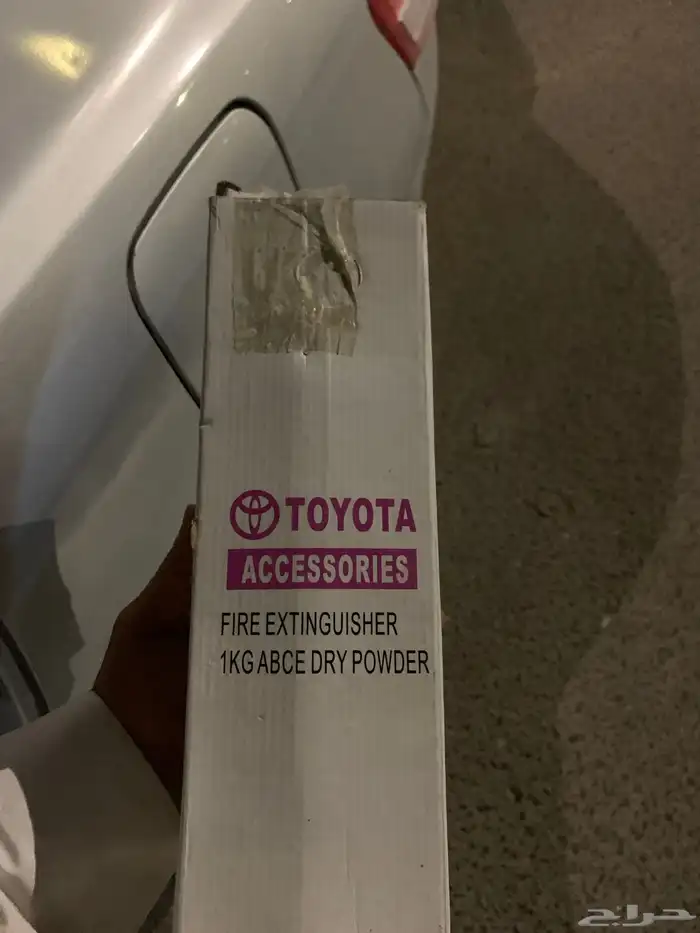 TOYOTA
ACCESSORIES
FIRE EXTINGUISHER
1KG ABCE DRY POWDER
حراج